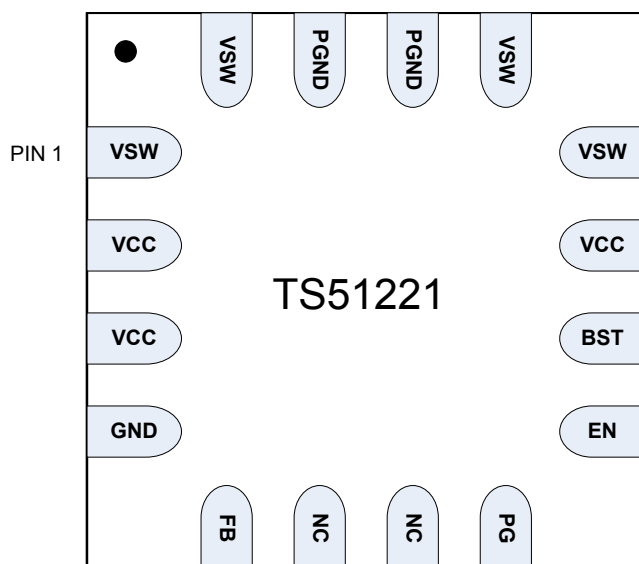 VSW
PGND
PGND
VSW
PIN 1
VSW
VSW
VCC
VCC
TS51221
VCC
BST
GND
EN
FB
NC
NC
PG